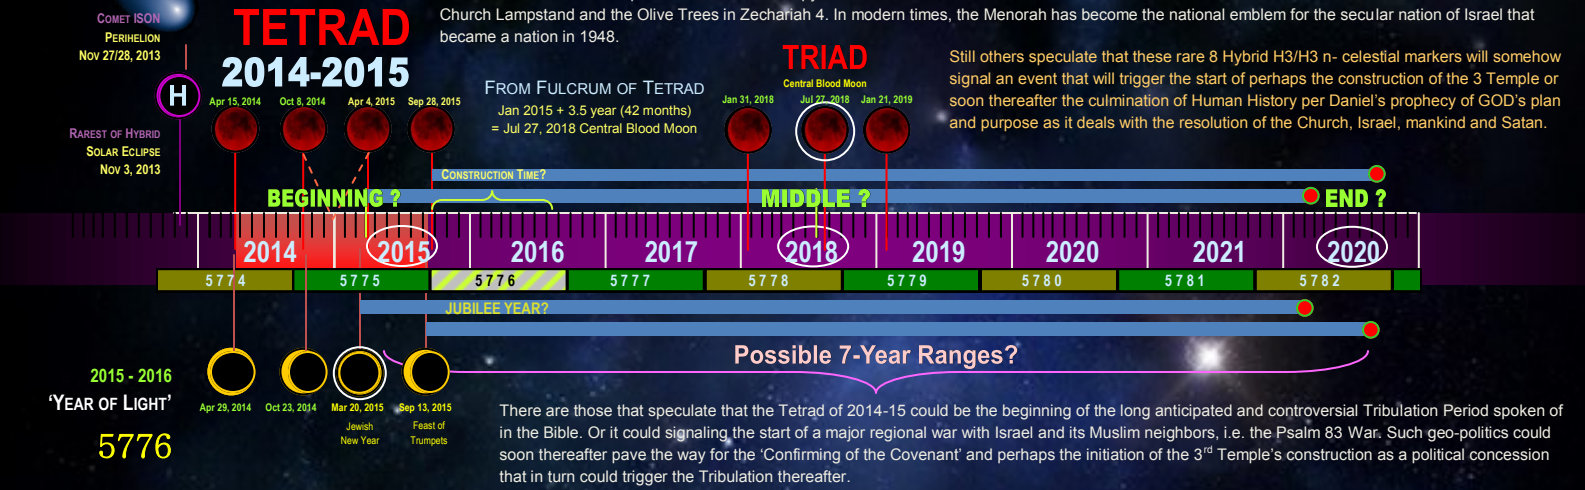 Church Lampstand and the Olive Trees in Zechariah 4. In modern times, the Menorah has become the national emblem for the secular nation of Israel that
became a nation in 1948.
COMET ISON
PERIHELION
NOV 27/28, 2013
H
RAREST OF HYBRID
SOLAR ECLIPSE
NOV 3, 2013
TETRAD
2014-2015
Apr 15, 2014
Oct 8, 2014
Apr 4, 2015
Sep 28, 2015
FROM FULCRUM OF TETRAD
Jan 2015 + 3.5 year (42 months)
= Jul 27, 2018 Central Blood Moon
TRIAD
Central Blood Moon
Jan 31, 2018
Jul 27, 2018
Jan 21, 2019
Still others speculate that these rare 8 Hybrid H3/H3 n- celestial markers will somehow
signal an event that will trigger the start of perhaps the construction of the 3 Temple or
soon thereafter the culmination of Human History per Daniel's prophecy of GOD's plan
and purpose as it deals with the resolution of the Church, Israel, mankind and Satan.
CONSTRUCTION TIME?
BEGINNING ?
MIDDLE ?
END ?
2014
2015
2016
2017
2018
2019
2020
2021
2020
5774
5775
5776
5777
5778
5779
5780
5781
5782
JUBILEE YEAR?
Possible 7-Year Ranges?
2015 - 2016
'YEAR OF LIGHT'
5776
Apr 29, 2014
Oct 23, 2014
Mar 20, 2015
Jewish
New Year
Sep 13, 2015
Feast of
Trumpets
There are those that speculate that the Tetrad of 2014-15 could be the beginning of the long anticipated and controversial Tribulation Period spoken of
in the Bible. Or it could signaling the start of a major regional war with Israel and its Muslim neighbors, i.e. the Psalm 83 War. Such geo-politics could
soon thereafter pave the way for the 'Confirming of the Covenant' and perhaps the initiation of the 3rd Temple's construction as a political concession
that in turn could trigger the Tribulation thereafter.